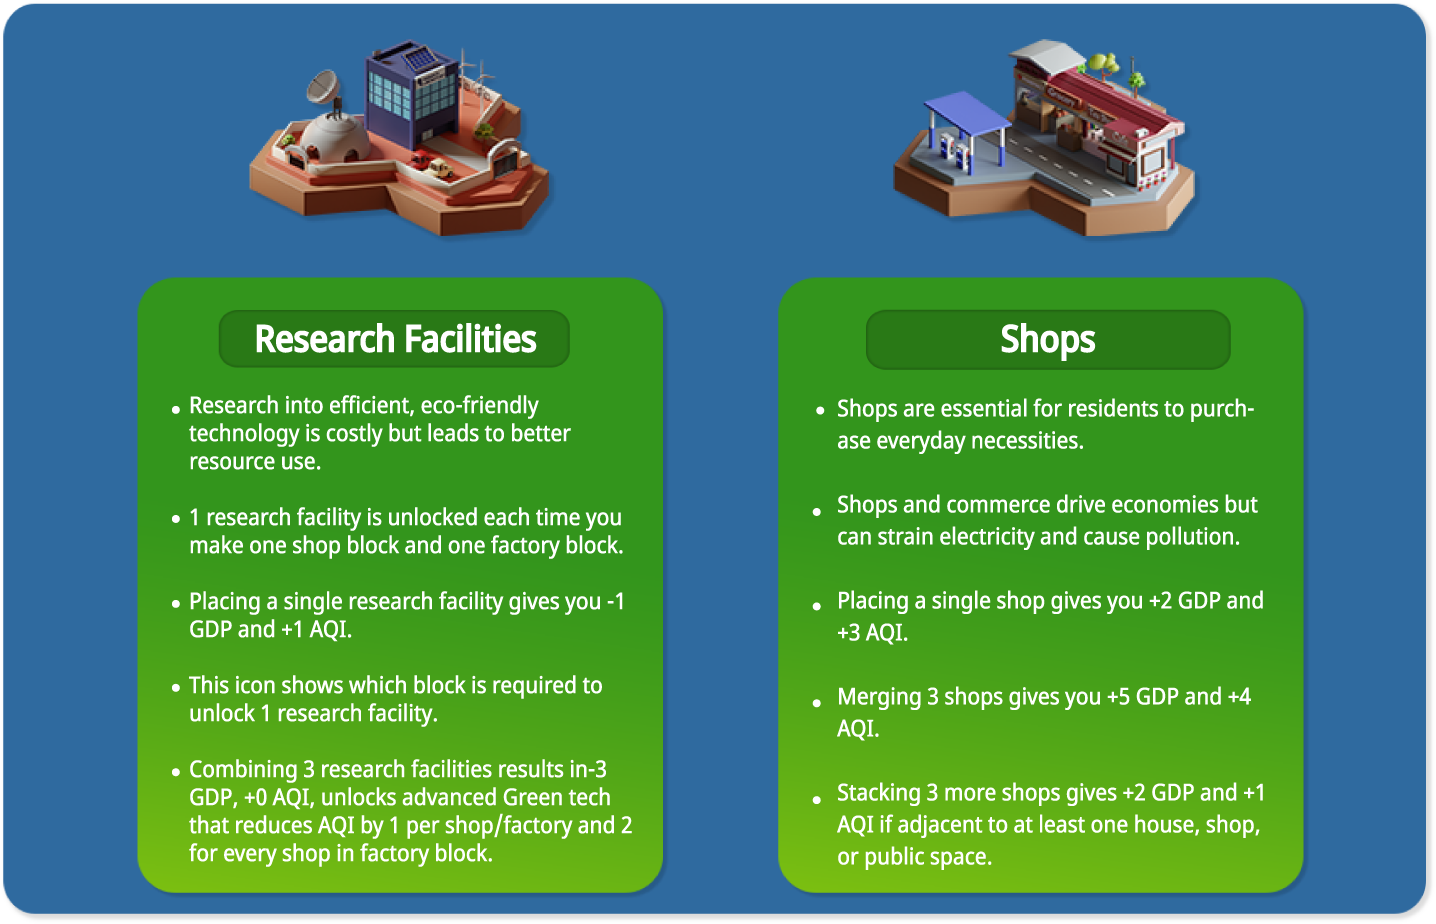 Research Facilities
• Research into efficient, eco-friendly
technology is costly but leads to better
resource use.
• 1 research facility is unlocked each time you
make one shop block and one factory block.
• Placing a single research facility gives you -1
GDP and +1 AQI.
• This icon shows which block is required to
unlock 1 research facility.
• Combining 3 research facilities results in-3
GDP, +0 AQI, unlocks advanced Green tech
that reduces AQI by 1 per shop/factory and 2
for every shop in factory block.
Shops
• Shops are essential for residents to purch-
ase everyday necessities.
• Shops and commerce drive economies but
can strain electricity and cause pollution.
• Placing a single shop gives you +2 GDP and
+3 AQI.
• Merging 3 shops gives you +5 GDP and +4
AQI.
• Stacking 3 more shops gives +2 GDP and +1
AQI if adjacent to at least one house, shop,
or public space.